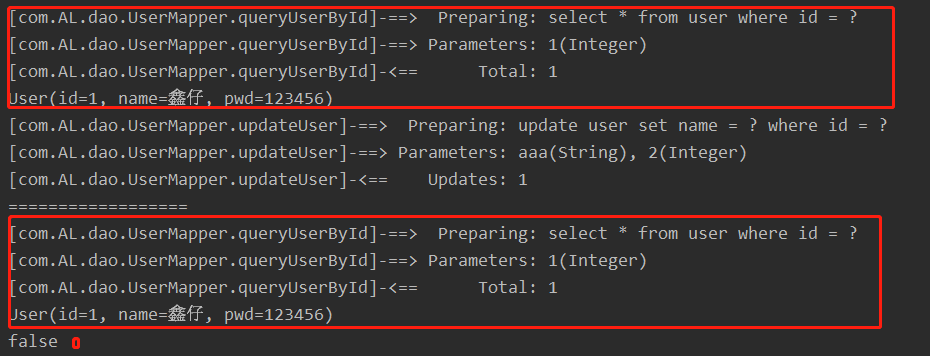 [com.AL.dao.UserMapper.queryUserById]-==>  Preparing: select * from user where id = ?
[com.AL.dao.UserMapper.queryUserById]-==> Parameters: 1(Integer)
[com.AL.dao.UserMapper.queryUserById]-<==      Total: 1
User(id=1, name=鑫仔, pwd=123456)
[com.AL.dao.UserMapper.updateUser]-==>  Preparing: update user set name = ? where id = ?
[com.AL.dao.UserMapper.updateUser]-==> Parameters: aaa(String), 2(Integer)
[com.AL.dao.UserMapper.updateUser]-<==    Updates: 1
==================
[com.AL.dao.UserMapper.queryUserById]-==>  Preparing: select * from user where id = ?
[com.AL.dao.UserMapper.queryUserById]-==> Parameters: 1(Integer)
[com.AL.dao.UserMapper.queryUserById]-<==      Total: 1
User(id=1, name=鑫仔, pwd=123456)
false